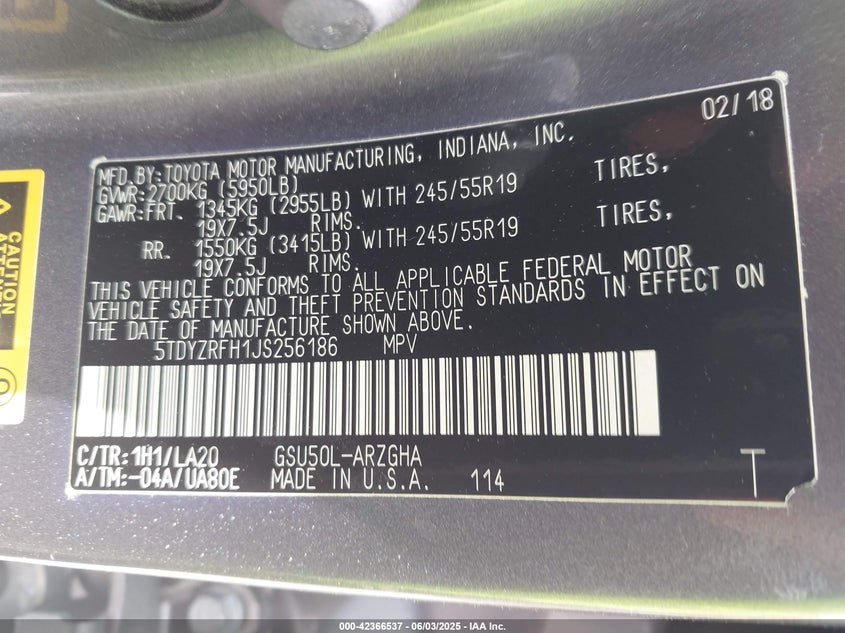 02/18
MFD.BY:TOYOTA MOTOR MANUFACTURING, INDIANA, INC.
GVWR:2700KG (5950LB)
GAWR:FRT. 1345KG (2955LB) WITH 245/55R19 TIRES,
19X7.5J RIMS.
RR. 1550KG (3415LB) WITH 245/55R19 TIRES,
19X7.5J RIMS.
THIS VEHICLE CONFORMS TO ALL APPLICABLE FEDERAL MOTOR
VEHICLE SAFETY AND THEFT PREVENTION STANDARDS IN EFFECT ON
THE DATE OF MANUFACTURE SHOWN ABOVE.
5TDYZRFH1JS256186 MPV
C/TR:1H1/LA20 GSU50L-ARZGHA
A/TM:-04A/UA80E MADE IN U.S.A. 114 T
CAUTION
000-42366537 - 06/03/2025 - IAA Inc.